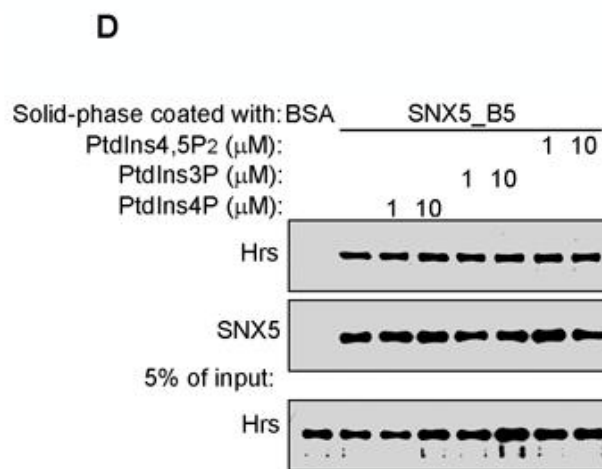 D
Solid-phase coated with: BSA SNX5_B5
PtdIns4,5P2 (μM): 1 10
PtdIns3P (μM): 1 10
PtdIns4P (μM): 1 10
Hrs
SNX5
5% of input:
Hrs